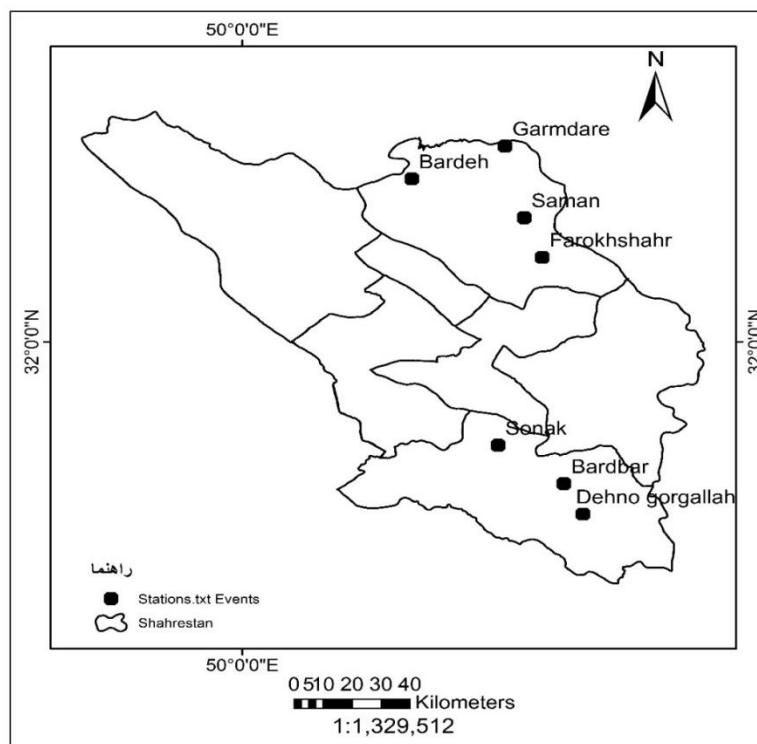 50°0'0"E
N
Garmdare
Bardeh
Saman
Farokhshahr
32°0'0"N
32°0'0"N
Sonak
Bardbar
Dehno gorgallah
راهنما
Stations.txt Events
Shahrestan
50°0'0"E
0 5 10 20 30 40
Kilometers
1:1,329,512